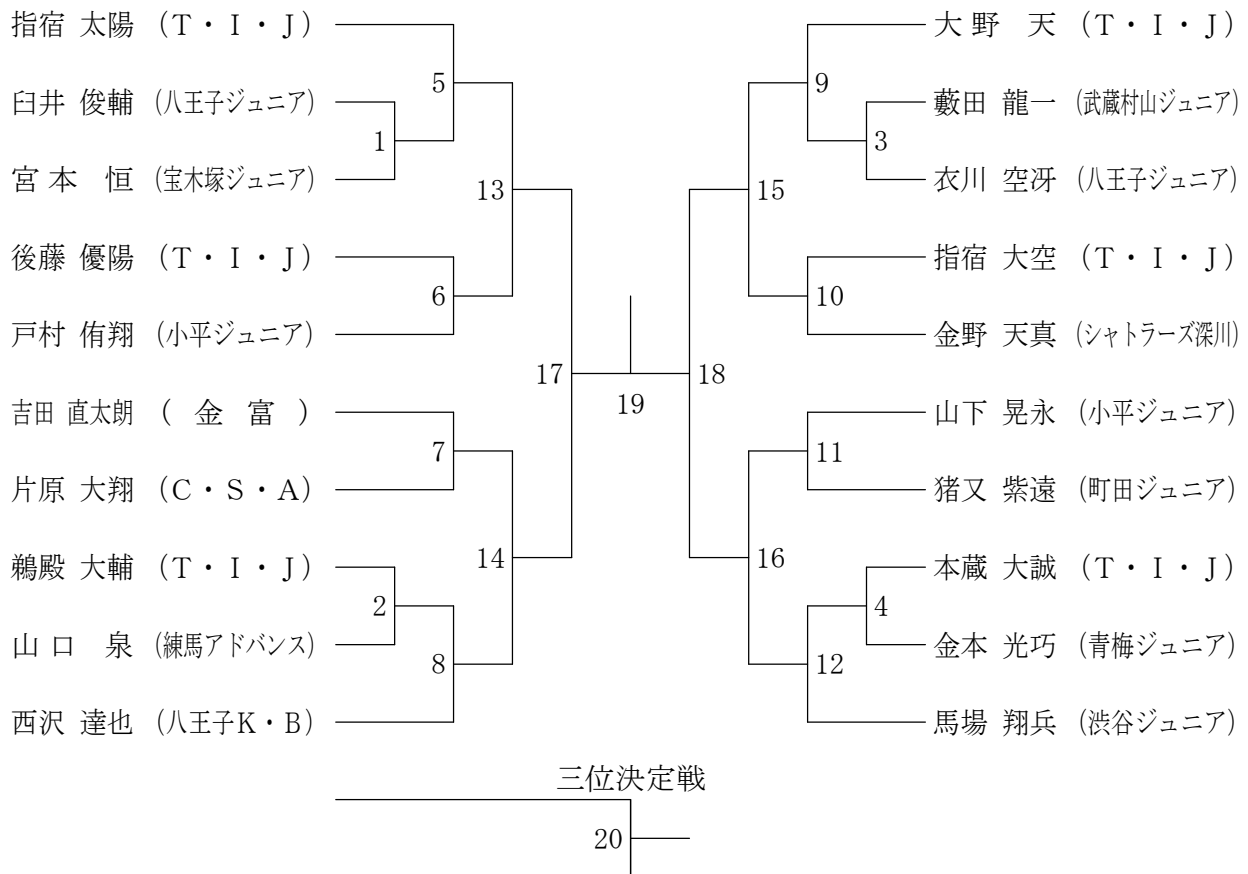 指宿 太陽 (T・I・J)
臼井 俊輔 (八王子ジュニア)
宮本 恒 (宝木塚ジュニア)
後藤 優陽 (T・I・J)
戸村 侑翔 (小平ジュニア)
吉田 直太朗 (金富)
片原 大翔 (C・S・A)
鵜殿 大輔 (T・I・J)
山口 泉 (練馬アドバンス)
西沢 達也 (八王子K・B)
5
1
13
6
17
7
14
2
8
19
大野 天 (T・I・J)
藪田 龍一 (武蔵村山ジュニア)
衣川 空冴 (八王子ジュニア)
指宿 大空 (T・I・J)
金野 天真 (シャトラーズ深川)
山下 晃永 (小平ジュニア)
猪又 紫遠 (町田ジュニア)
本蔵 大誠 (T・I・J)
金本 光巧 (青梅ジュニア)
馬場 翔兵 (渋谷ジュニア)
9
3
15
10
18
11
16
4
12
三位決定戦
20